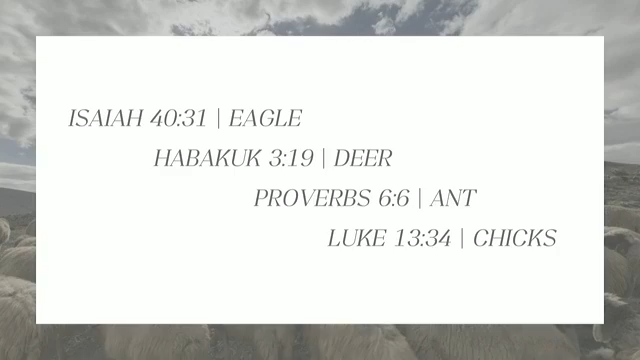 ISAIAH 40:31 | EAGLE
HABAKUK 3:19 | DEER
PROVERBS 6:6 | ANT
LUKE 13:34 | CHICKS